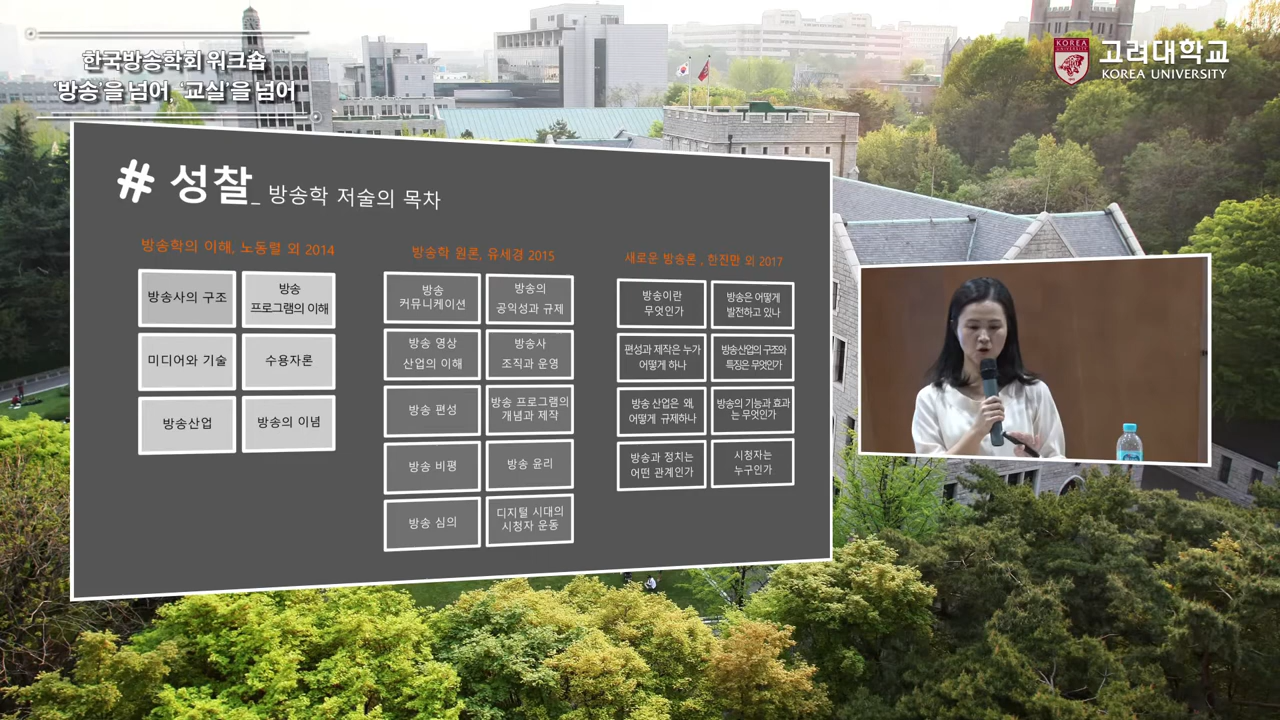 한국방송학회 워크숍
'방송'을 넘어, '교실'을 넘어
KOREA
고려대학교
KOREA UNIVERSITY
# 성찰_ 방송학 저술의 목차
방송학의 이해, 노동렬 외 2014
방송사의 구조
방송
프로그램의 이해
미디어와 기술
수용자론
방송산업
방송의 이념
방송학 원론, 유세경 2015
방송
커뮤니케이션
방송의
공익성과 규제
방송 영상
산업의 이해
방송사
조직과 운영
방송 편성
방송 프로그램의
개념과 제작
방송 비평
방송 윤리
방송 심의
디지털 시대의
시청자 운동
새로운 방송론 , 한진만 외 2017
방송이란
무엇인가
방송은 어떻게
발전하고 있나
편성과 제작은 누가
어떻게 하나
방송산업의 구조와
특징은 무엇인가
방송 산업은 왜,
어떻게 규제하나
방송의 기능과 효과
는 무엇인가
방송과 정치는
어떤 관계인가
시청자는
누구인가